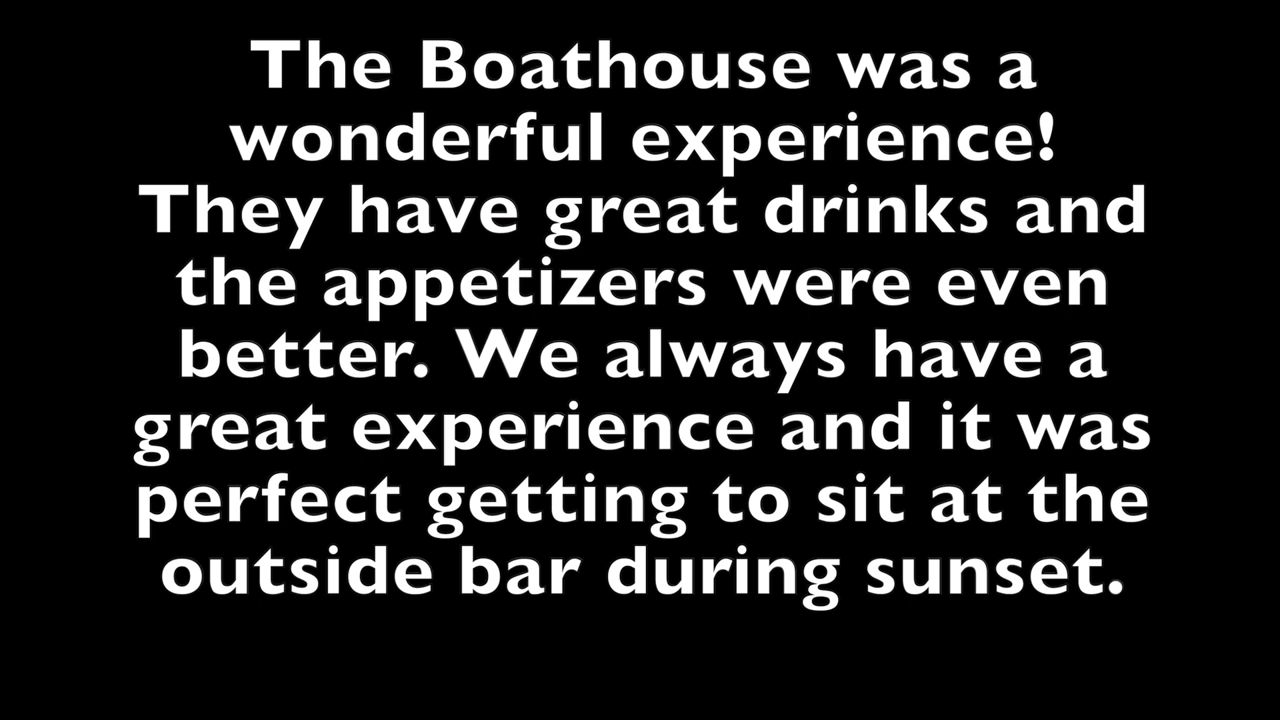 The Boathouse was a
wonderful experience!
They have great drinks and
the appetizers were even
better. We always have a
great experience and it was
perfect getting to sit at the
outside bar during sunset.